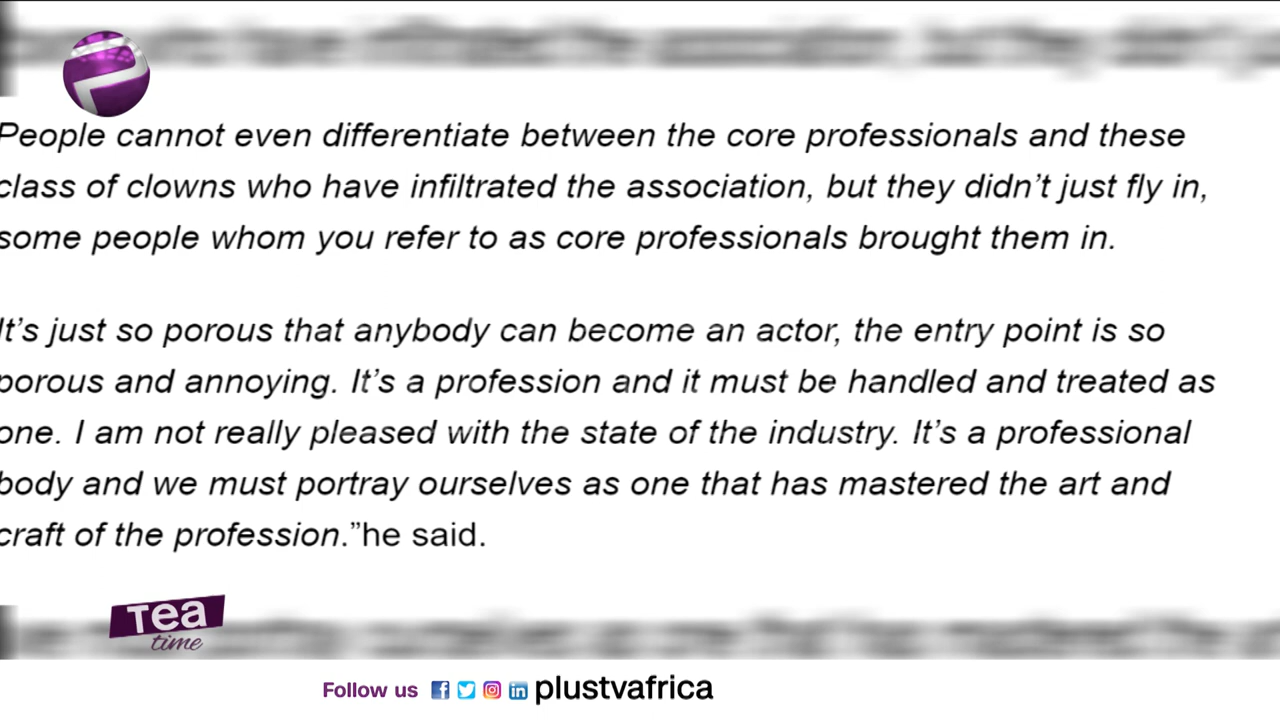 People cannot even differentiate between the core professionals and these
class of clowns who have infiltrated the association, but they didn’t just fly in,
some people whom you refer to as core professionals brought them in.
It’s just so porous that anybody can become an actor, the entry point is so
porous and annoying. It’s a profession and it must be handled and treated as
one. I am not really pleased with the state of the industry. It’s a professional
body and we must portray ourselves as one that has mastered the art and
craft of the profession.”he said.
Tea
time
Follow us plustvafrica